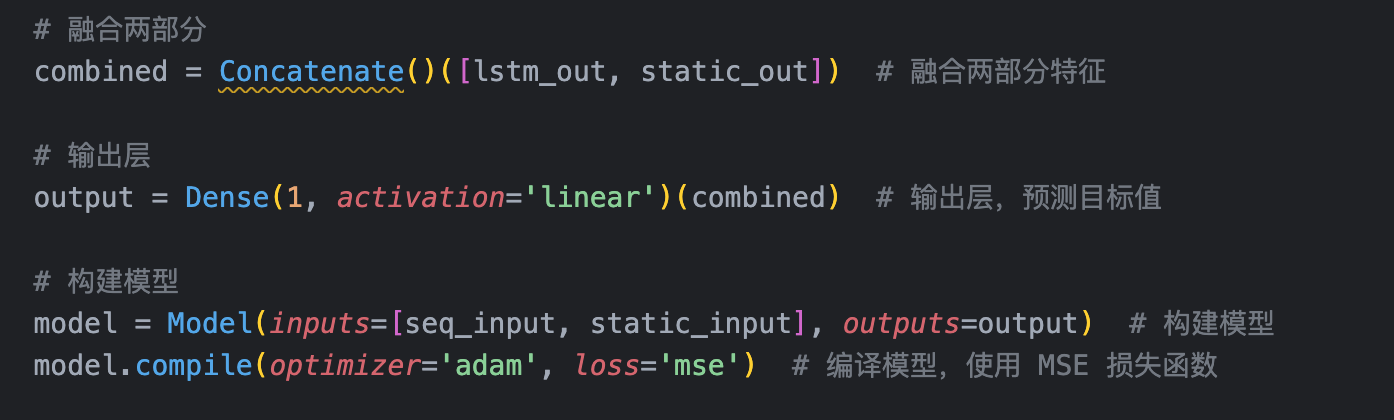 # 融合两部分
combined = Concatenate()([lstm_out, static_out])  # 融合两部分特征
# 输出层
output = Dense(1, activation='linear')(combined)  # 输出层，预测目标值
# 构建模型
model = Model(inputs=[seq_input, static_input], outputs=output)  # 构建模型
model.compile(optimizer='adam', loss='mse')  # 编译模型，使用 MSE 损失函数